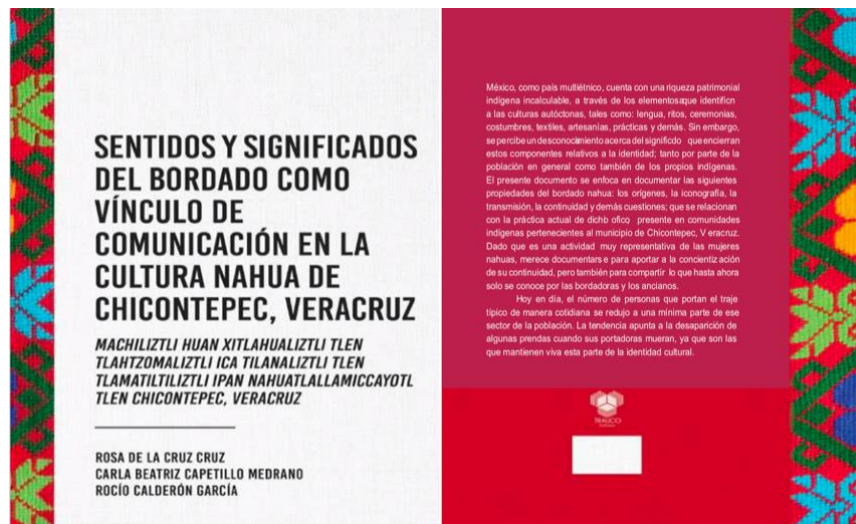 SENTIDOS Y SIGNIFICADOS
DEL BORDADO COMO
VÍNCULO DE
COMUNICACIÓN EN LA
CULTURA NAHUA DE
CHICONTEPEC, VERACRUZ
MACHILIZTLI HUAN XITLAHUALIZTLI TLEN
TLAHTZOMALIZTLI ICA TILANALIZTLI TLEN
TLAMATILTILIZTLI IPAN NAHUATLALLAMICCAYOTL
TLEN CHICONTEPEC, VERACRUZ
ROSA DE LA CRUZ CRUZ
CARLA BEATRIZ CAPETILLO MEDRANO
ROCÍO CALDERÓN GARCÍA
México, como país multiétnico, cuenta con una riqueza patrimonial
indígena incalculable, a través de los elementosque identificn
a las culturas autóctonas, tales como: lengua, ritos, ceremonias,
costumbres, textiles, artesanías, prácticas y demás. Sin embargo,
se percibe un desconocimiento acerca del significdo que encierran
estos componentes relativos a la identidad; tanto por parte de la
población en general como también de los propios indígenas.
El presente documento se enfoca en documentar las siguientes
propiedades del bordado nahua: los orígenes, la iconografía, la
transmisión, la continuidad y demás cuestiones; que se relacionan
con la práctica actual de dichb oficq presente en comunidades
indígenas pertenecientes al municipio de Chicontepec, V eracruz.
Dado que es una actividad muy representativa de las mujeres
nahuas, merece documentars e para aportar a la concientiz ación
de su continuidad, pero también para compartir lo que hasta ahora
solo se conoce por las bordadoras y los ancianos.
Hoy en día, el número de personas que portan el traje
típico de manera cotidiana se redujo a una mínima parte de ese
sector de la población. La tendencia apunta a la desaparición de
algunas prendas cuando sus portadoras mueran, ya que son las
que mantienen viva esta parte de la identidad cultural.
TRAUCO